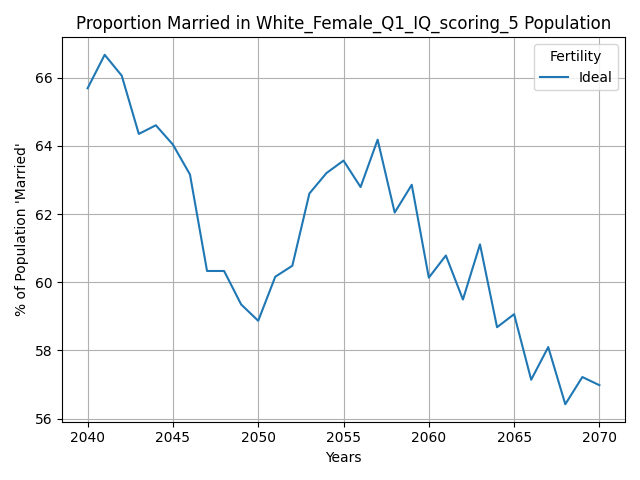 Proportion Married in White_Female_Q1_IQ_scoring_5 Population
Fertility
Ideal
% of Population 'Married'
66
64
62
60
58
56
2040 2045 2050 2055 2060 2065 2070
Years